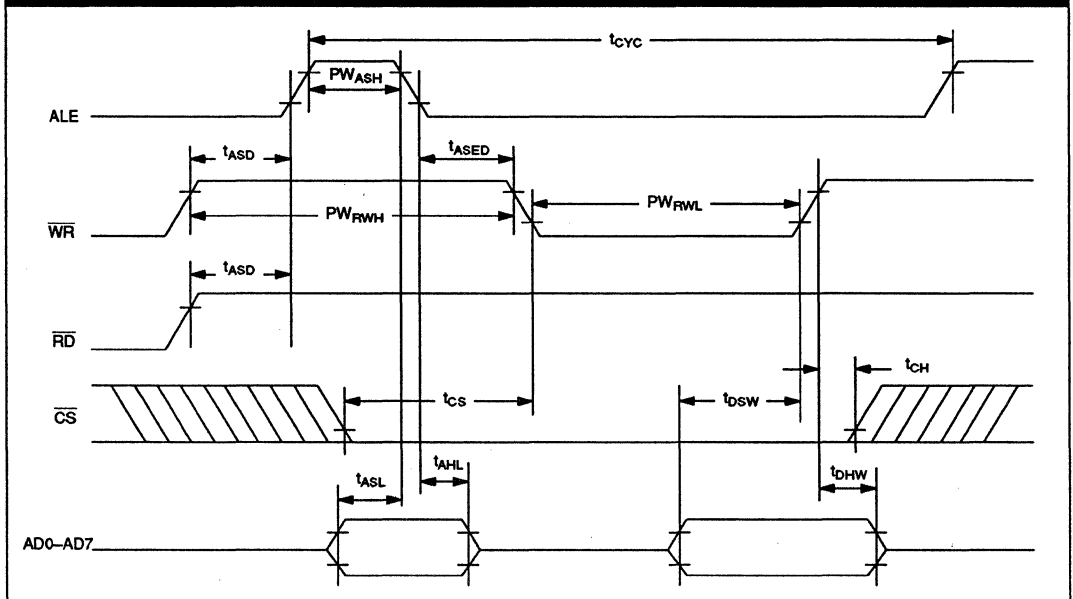 tCYC
PWASH
ALE
tASD
tASED
PWRWH
PWRWL
WR
tASD
RD
tCH
tCS
tDSW
CS
tASL
tAHL
tDHW
AD0–AD7